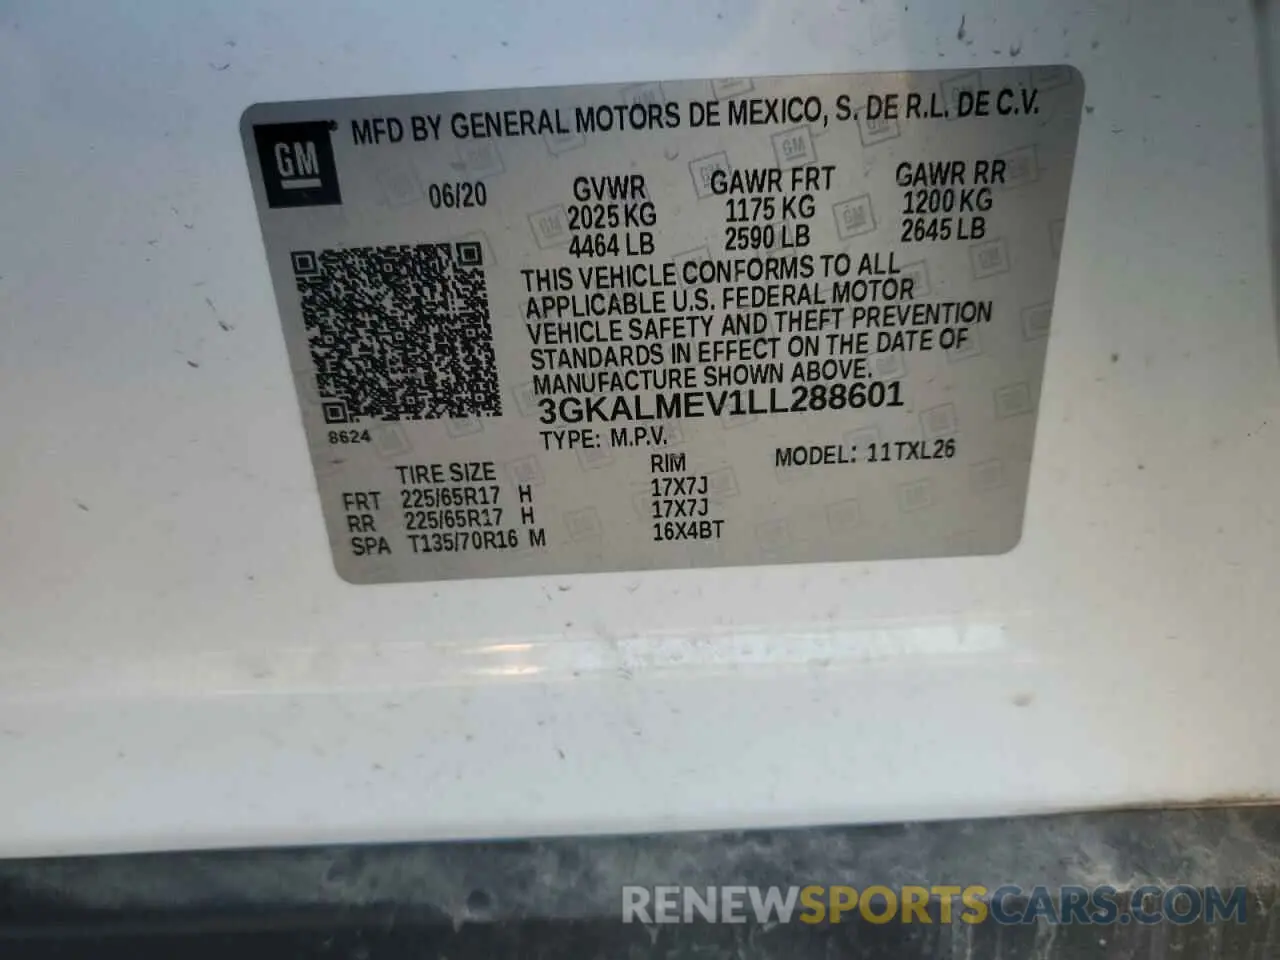 MFD BY GENERAL MOTORS DE MEXICO, S. DE R.L. DE C.V.
GM
06/20 GVWR GAWR FRT GAWR RR
2025 KG 1175 KG 1200 KG
4464 LB 2590 LB 2645 LB
THIS VEHICLE CONFORMS TO ALL
APPLICABLE U.S. FEDERAL MOTOR
VEHICLE SAFETY AND THEFT PREVENTION
STANDARDS IN EFFECT ON THE DATE OF
MANUFACTURE SHOWN ABOVE.
3GKALMEV1LL288601
8624
TYPE: M.P.V. MODEL: 11TXL26
TIRE SIZE RIM
FRT 225/65R17 H 17X7J
RR 225/65R17 H 17X7J
SPA T135/70R16 M 16X4BT
RENEWSPORTSCARS.COM